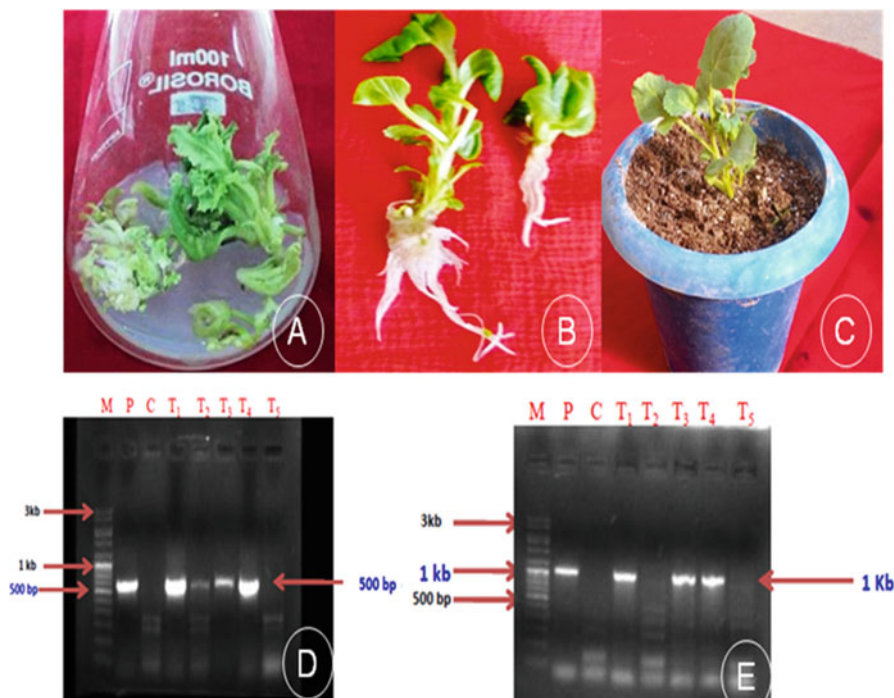 100ml
BOROSIL®
A
B
C
M P C T1 T2 T3 T4 T5
3kb
1 kb
500 bp
500 bp
D
M P C T1 T2 T3 T4 T5
3kb
1 kb
500 bp
1 Kb
E